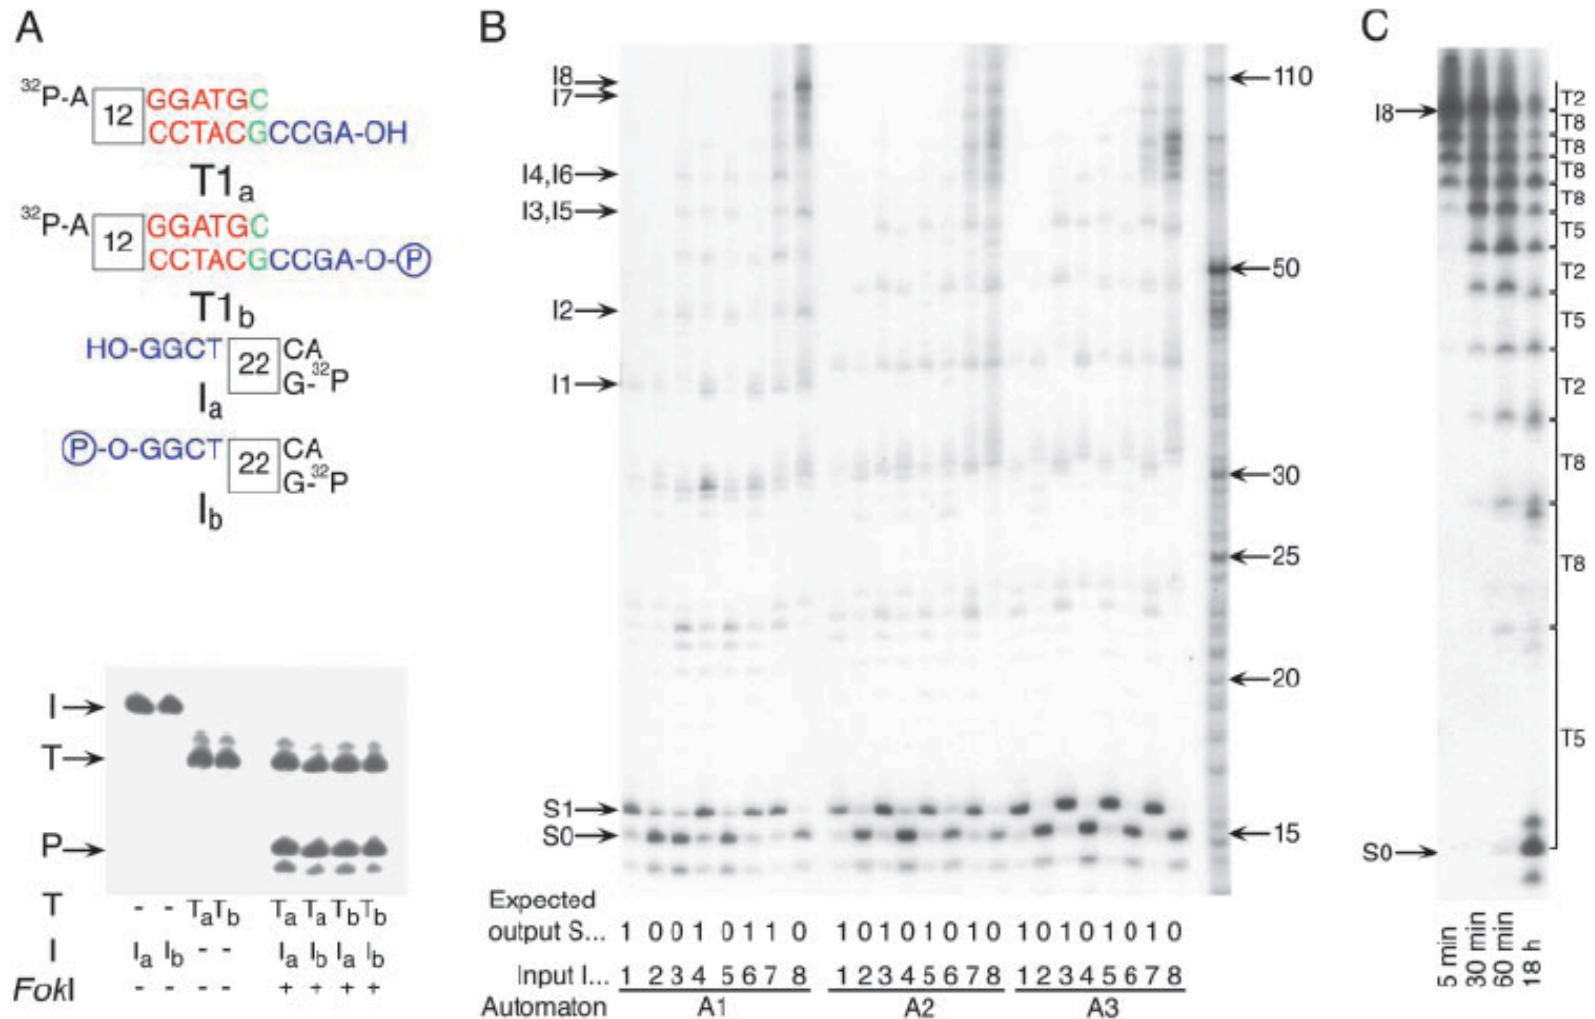 A
32P-A 12 GGATGC
CCTACGCCGA-OH
T1a
32P-A 12 GGATGC
CCTACGCCGA-O-P
T1b
HO-GGCT 22 CA
G-32P
Ia
P-O-GGCT 22 CA
G-32P
Ib
I
T
P
T - - Ta Tb Ta Ta Tb Tb
I Ia Ib - - Ia Ib Ia Ib
FokI - - - - + + + +
B
I8
I7
I4,I6
I3,I5
I2
I1
S1
S0
110
50
30
25
20
15
Expected
output S... 1 0 0 1 0 1 1 0 1 0 1 0 1 0 1 0 1 0 1 0 1 0 1 0
Input I... 1 2 3 4 5 6 7 8 1 2 3 4 5 6 7 8 1 2 3 4 5 6 7 8
Automaton A1 A2 A3
C
I8
S0
T2
T8
T8
T8
T8
T5
T2
T5
T2
T8
T8
T5
5 min
30 min
60 min
18 h